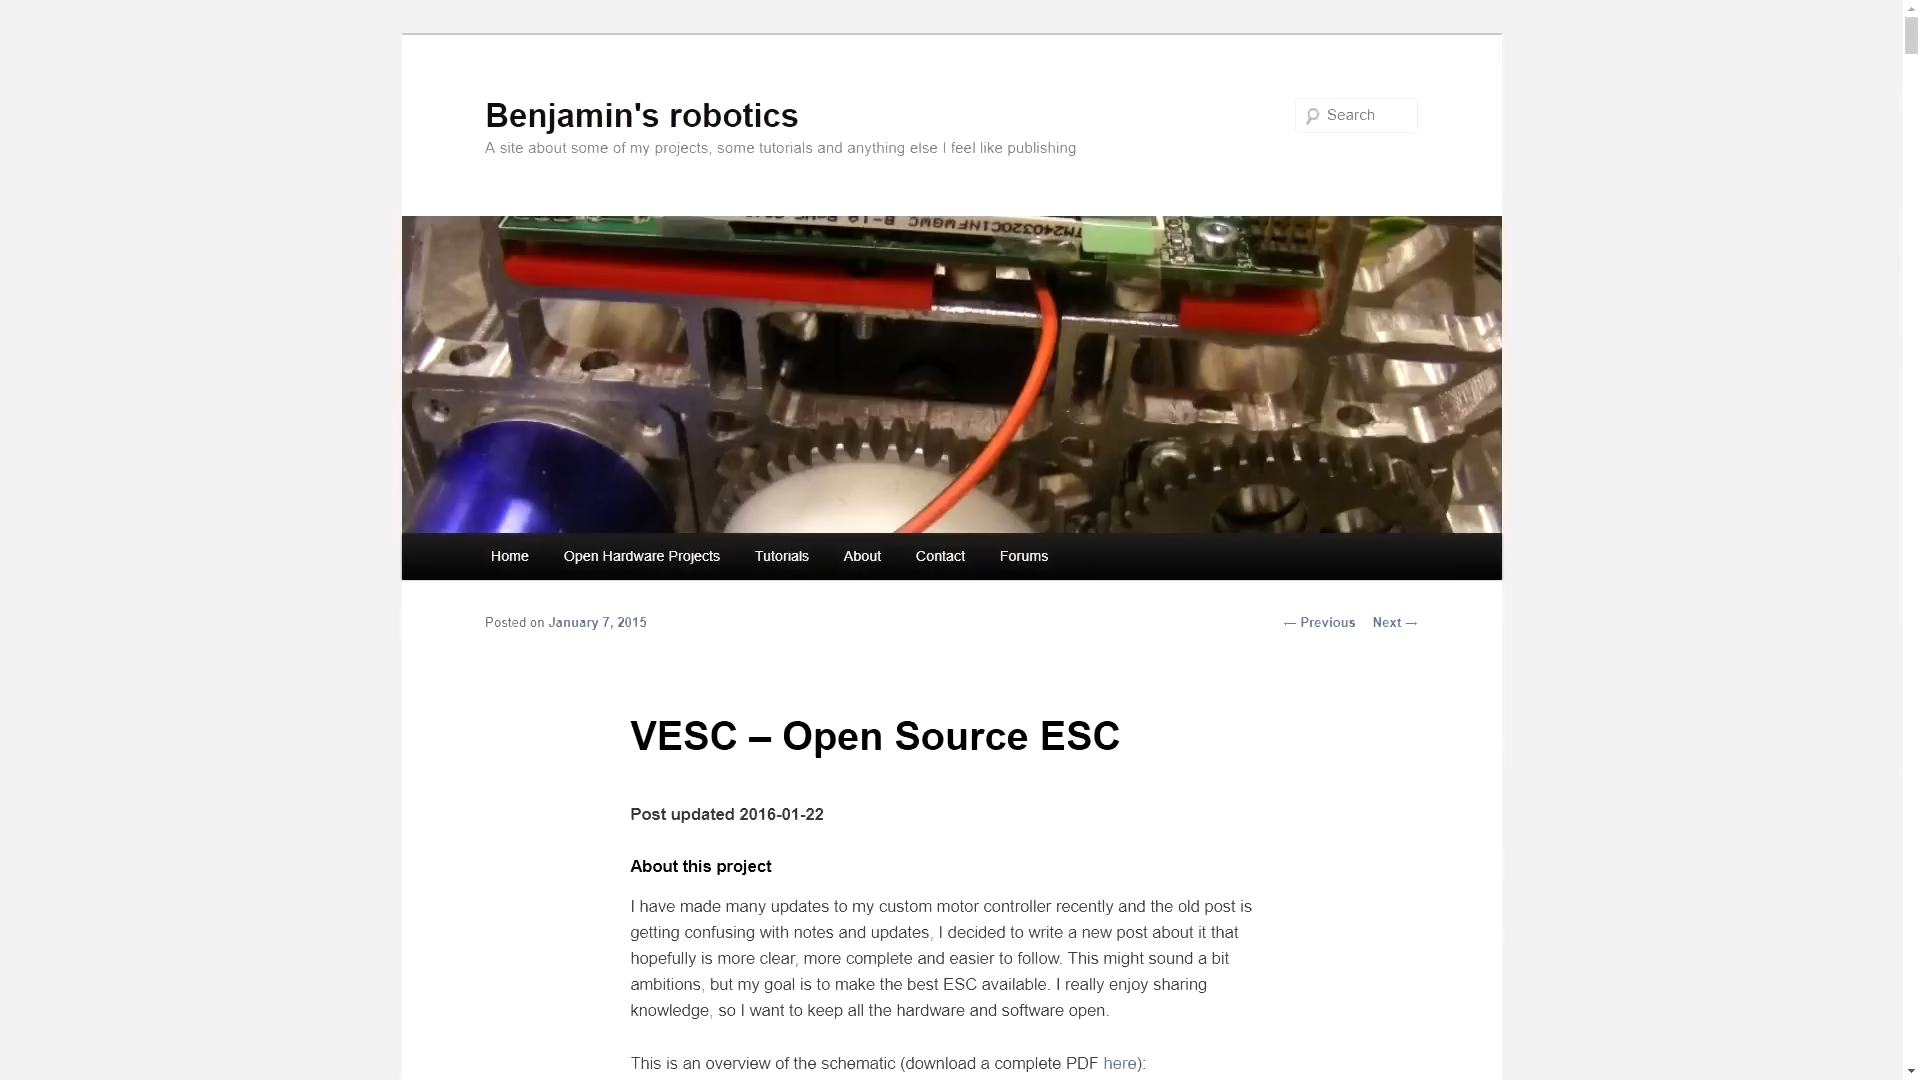 Benjamin's robotics
Search
A site about some of my projects, some tutorials and anything else I feel like publishing
TM240320C1NFWGWC
Home Open Hardware Projects Tutorials About Contact Forums
Posted on January 7, 2015
← Previous Next →
VESC – Open Source ESC
Post updated 2016-01-22
About this project
I have made many updates to my custom motor controller recently and the old post is
getting confusing with notes and updates, I decided to write a new post about it that
hopefully is more clear, more complete and easier to follow. This might sound a bit
ambitions, but my goal is to make the best ESC available. I really enjoy sharing
knowledge, so I want to keep all the hardware and software open.
This is an overview of the schematic (download a complete PDF here):